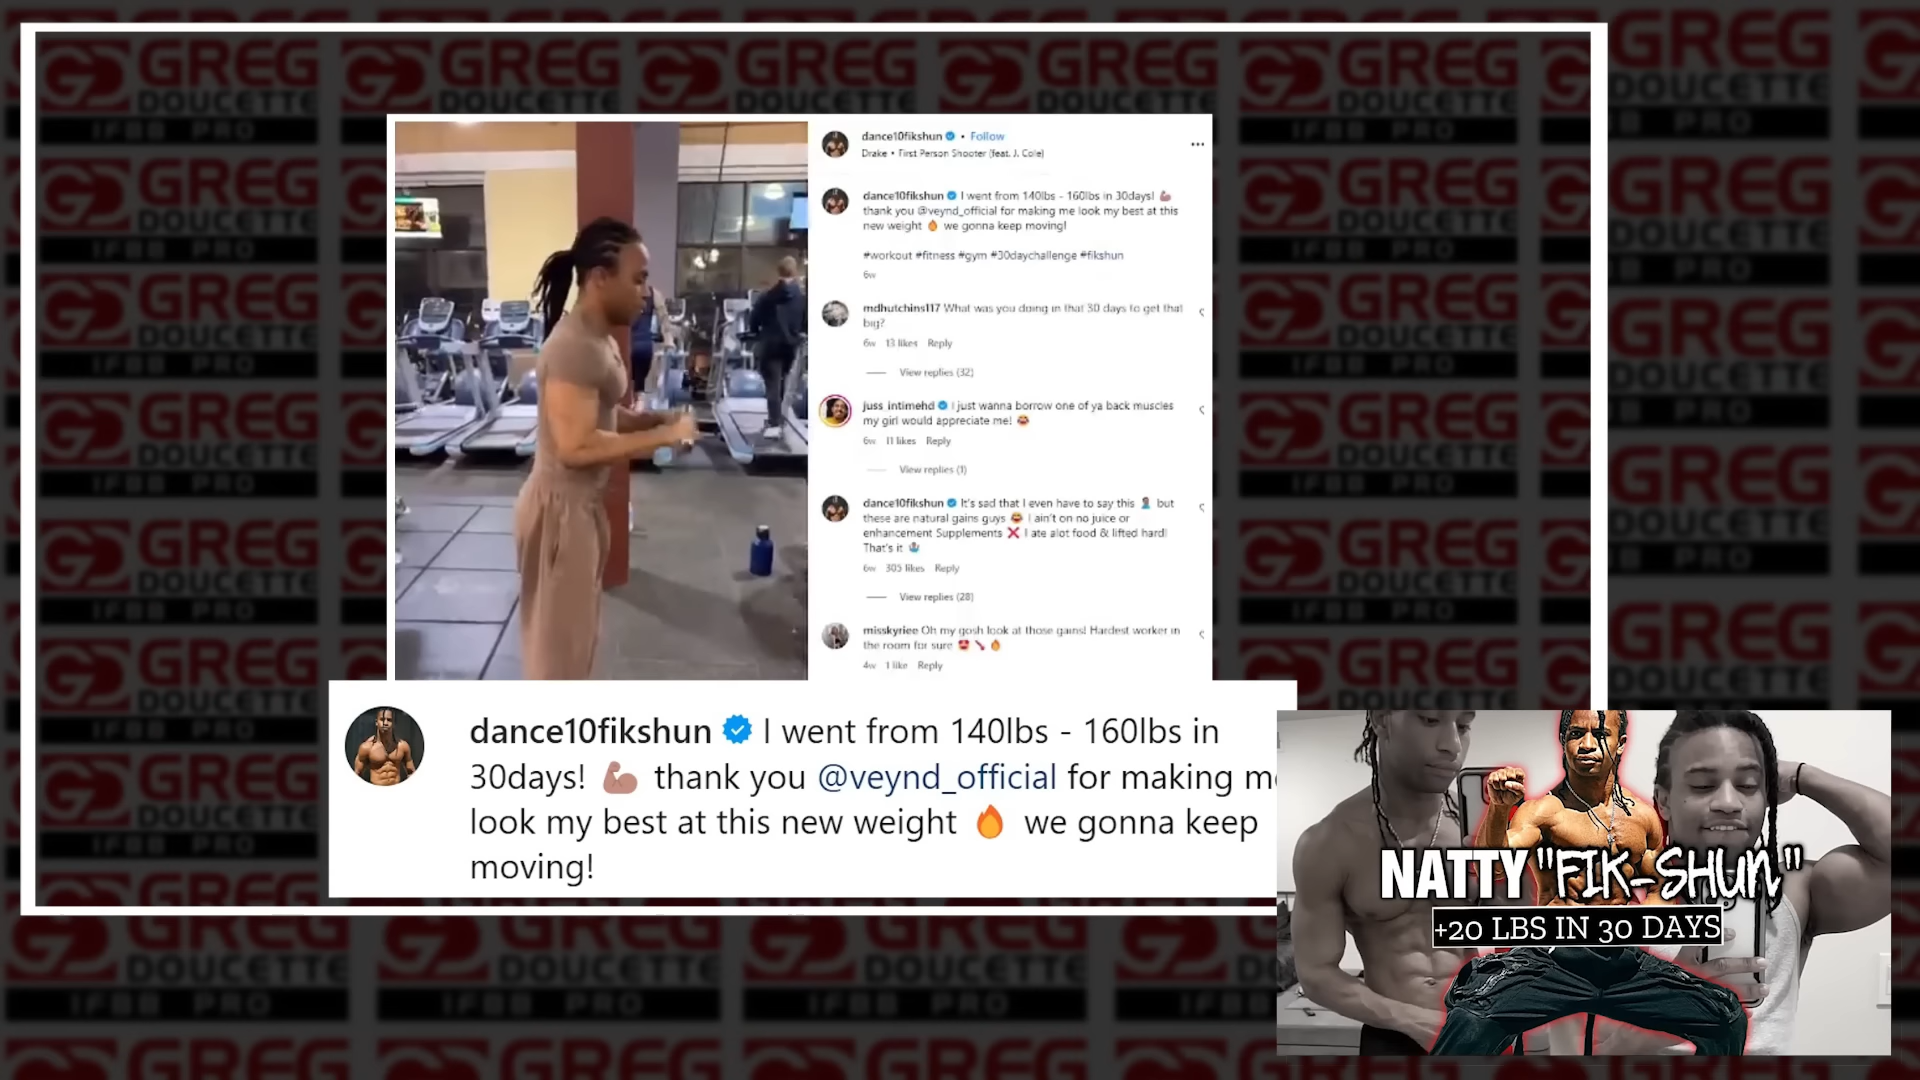 GREG
DOUCETTE
IFBB PRO
dance10fikshun • Follow
Drake • First Person Shooter (feat. J. Cole)
dance10fikshun I went from 140lbs - 160lbs in 30days! 💪🏽
thank you @veynd_official for making me look my best at this
new weight 🔥 we gonna keep moving!
#workout #fitness #gym #30daychallenge #fikshun
6w
mdhutchins117 What was you doing in that 30 days to get that
big?
6w 13 likes Reply
View replies (32)
juss_intimehd I just wanna borrow one of ya back muscles
my girl would appreciate me! 😂
6w 11 likes Reply
View replies (1)
dance10fikshun It's sad that I even have to say this 🤦🏽‍♂️ but
these are natural gains guys 😂 I ain't on no juice or
enhancement Supplements ❌ I ate alot food & lifted hard!
That's it 🤷🏽‍♂️
6w 305 likes Reply
View replies (28)
misskyriee Oh my gosh look at those gains! Hardest worker in
the room for sure 😍 🔥
4w 1 like Reply
dance10fikshun I went from 140lbs - 160lbs in
30days! 💪🏽 thank you @veynd_official for making me
look my best at this new weight 🔥 we gonna keep
moving!
NATTY "FIK-SHUN"
+20 LBS IN 30 DAYS